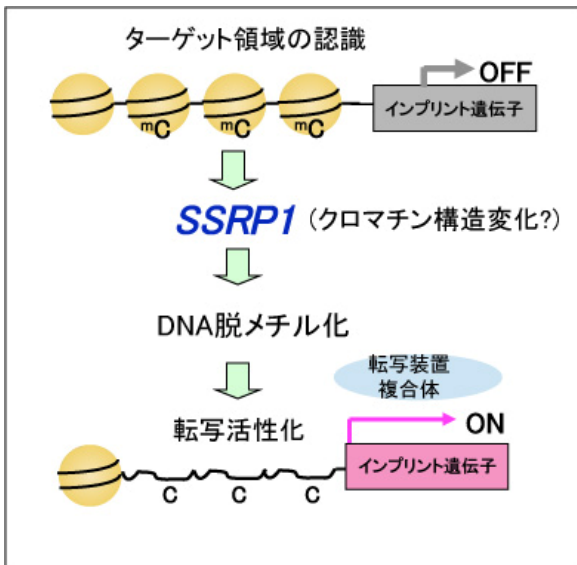 ターゲット領域の認識
OFF
インプリント遺伝子
mC mC mC
SSRP1 (クロマチン構造変化?)
DNA脱メチル化
転写装置
複合体
転写活性化
ON
インプリント遺伝子
C C C